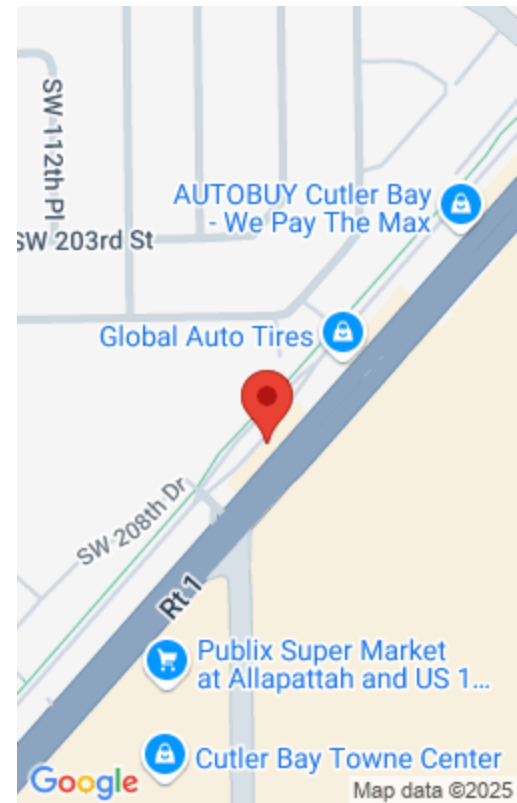 SW 112th Pl
AUTOBUY Cutler Bay
- We Pay The Max
SW 203rd St
Global Auto Tires
SW 208th Dr
Rt 1
Publix Super Market
at Allapattah and US 1...
Cutler Bay Towne Center
Google
Map data ©2025